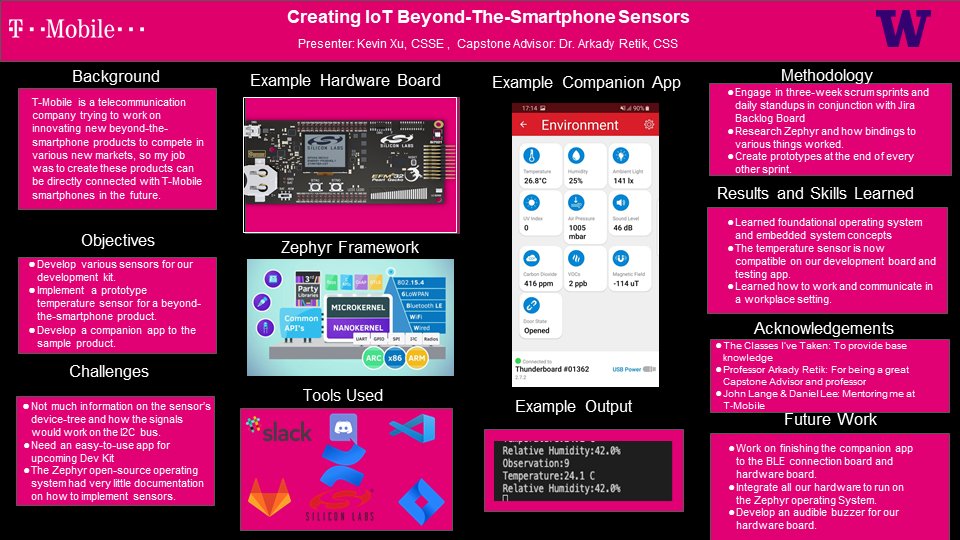 T··Mobile···
Creating IoT Beyond-The-Smartphone Sensors
Presenter: Kevin Xu, CSSE , Capstone Advisor: Dr. Arkady Retik, CSS
W
Background
T-Mobile is a telecommunication
company trying to work on
innovating new beyond-the-
smartphone products to compete in
various new markets, so my job
was to create these products can
be directly connected with T-Mobile
smartphones in the future.
Objectives
●Develop various sensors for our
development kit.
●Implement a prototype
temperature sensor for a beyond-
the-smartphone product.
●Develop a companion app to the
sample product.
Challenges
●Not much information on the sensor's
device-tree and how the signals
would work on the I2C bus.
●Need an easy-to-use app for
upcoming Dev Kit
●The Zephyr open-source operating
system had very little documentation
on how to implement sensors.
Example Hardware Board
SILICON LABS
SILICON LABS
EFM32
Pearl Gecko
Zephyr Framework
3rd
Party
Libraries
Common
API's
MICROKERNEL
NANOKERNEL
802.15.4
6LoWPAN
Bluetooth LE
WiFi
Wired
UART GPIO SPI I2C Radios
ARC x86 ARM
Tools Used
slack
SILICON LABS
Example Companion App
17:14
90%
Environment
Temperature
26.8°C
Humidity
25%
Ambient Light
141 lx
UV Index
0
Air Pressure
1005
mbar
Sound Level
46 dB
Carbon Dioxide
416 ppm
VOCs
2 ppb
Magnetic Field
-114 uT
Door State
Opened
Connected to
Thunderboard #01362
2.7.2
USB Power
Example Output
Relative Humidity:42.0%
Observation:9
Temperature:24.1 C
Relative Humidity:42.0%
Methodology
●Engage in three-week scrum sprints and
daily standups in conjunction with Jira
Backlog Board
●Research Zephyr and how bindings to
various things worked.
●Create prototypes at the end of every
other sprint.
Results and Skills Learned
●Learned foundational operating system
and embedded system concepts
●The temperature sensor is now
compatible on our development board and
testing app.
●Learned how to work and communicate in
a workplace setting.
Acknowledgements
●The Classes I've Taken: To provide base
knowledge
●Professor Arkady Retik: For being a great
Capstone Advisor and professor
●John Lange & Daniel Lee: Mentoring me at
T-Mobile
Future Work
●Work on finishing the companion app
to the BLE connection board and
hardware board.
●Integrate all our hardware to run on
the Zephyr operating System.
●Develop an audible buzzer for our
hardware board.